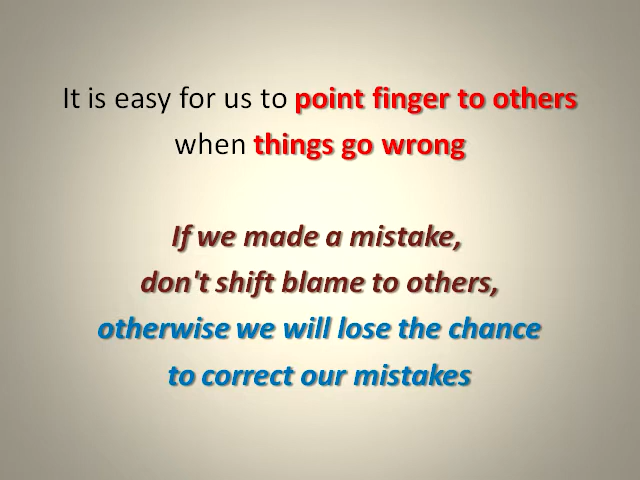 It is easy for us to point finger to others
when things go wrong
If we made a mistake,
don't shift blame to others,
otherwise we will lose the chance
to correct our mistakes